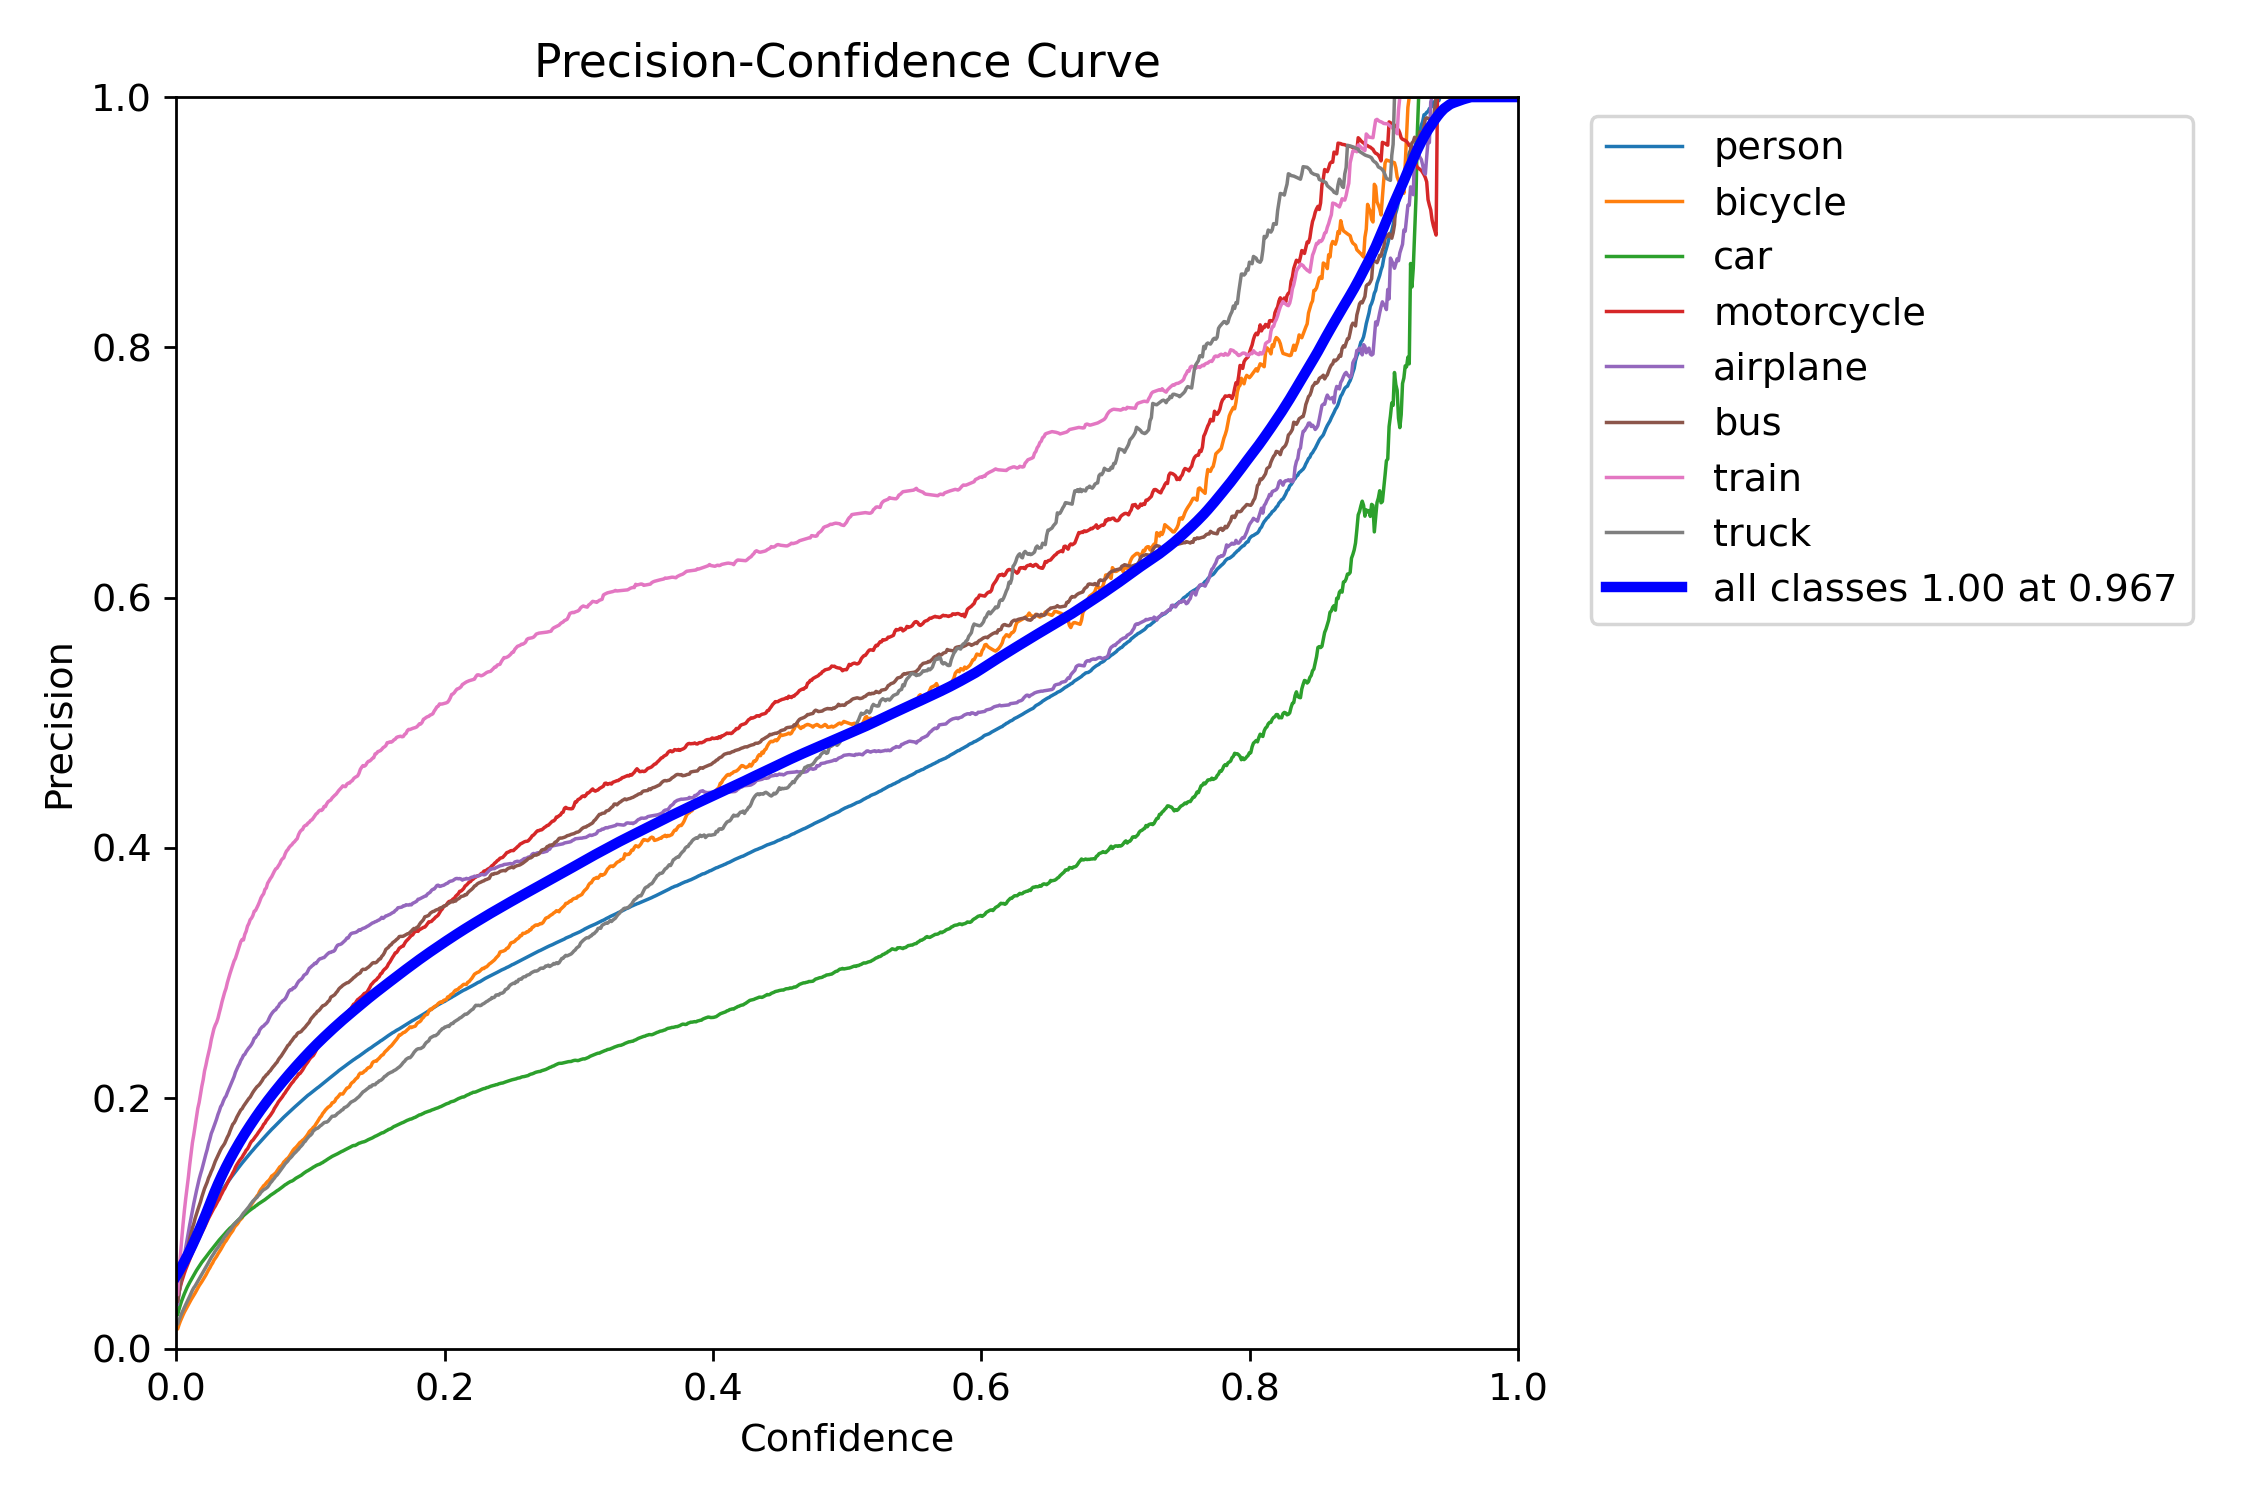 Precision-Confidence Curve
1.0
0.8
0.6
0.4
0.2
0.0
Precision
0.0 0.2 0.4 0.6 0.8 1.0
Confidence
person
bicycle
car
motorcycle
airplane
bus
train
truck
all classes 1.00 at 0.967